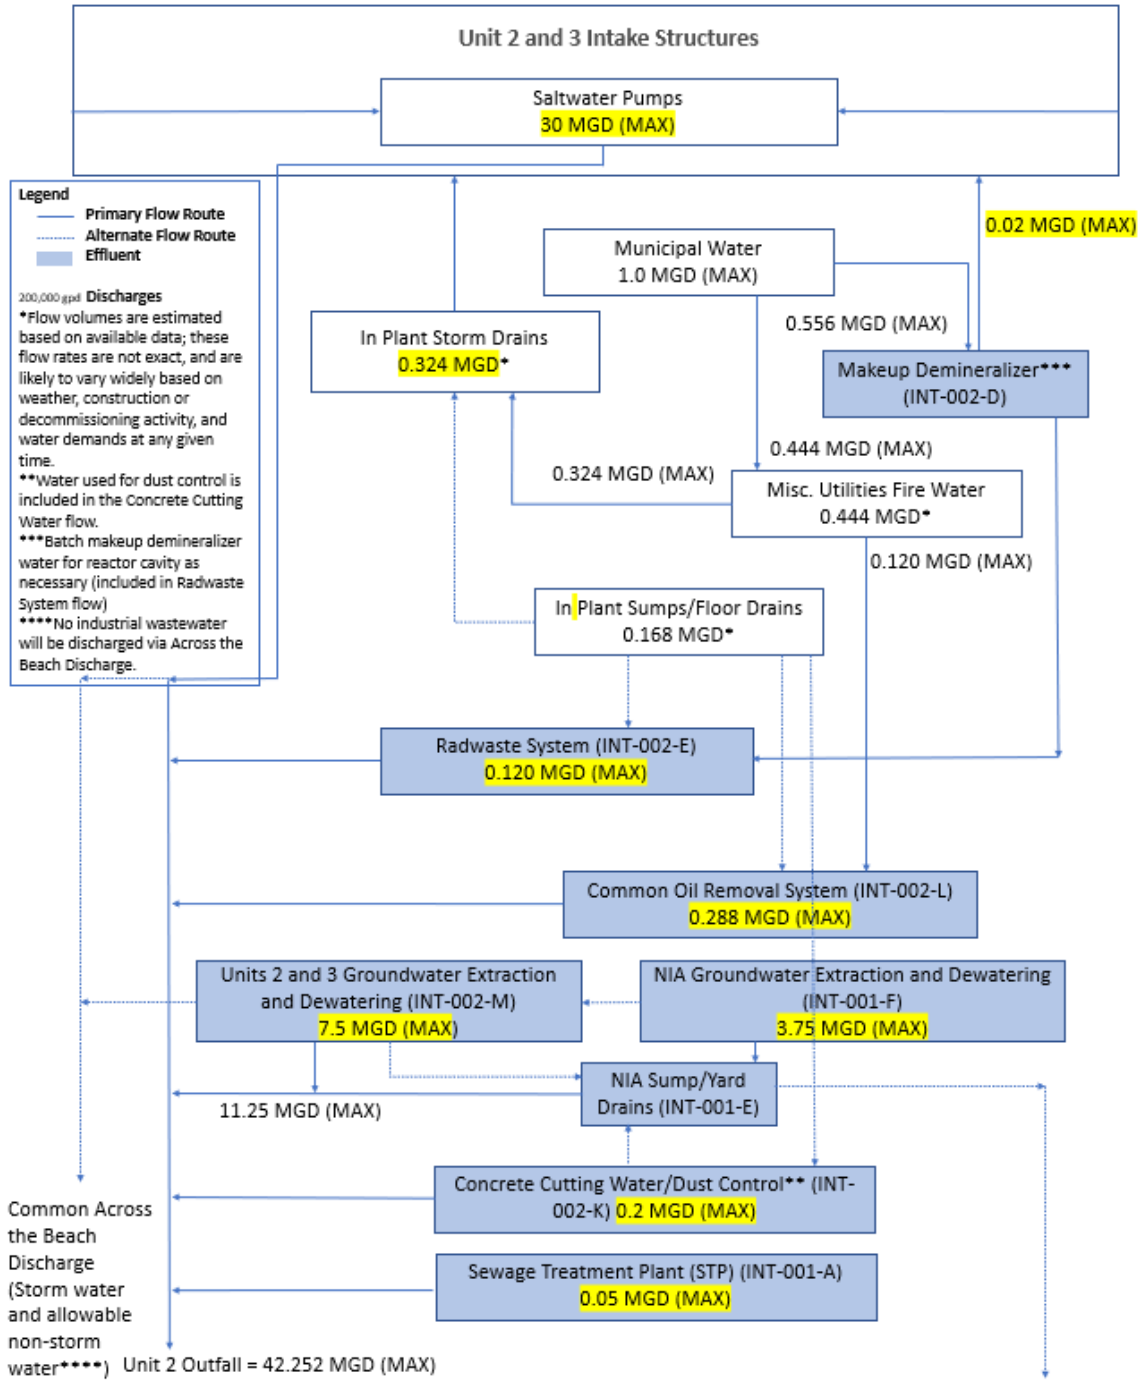 Unit 2 and 3 Intake Structures
Saltwater Pumps
30 MGD (MAX)
Legend
Primary Flow Route
Alternate Flow Route
Effluent
200,000 gpd Discharges
*Flow volumes are estimated
based on available data; these
flow rates are not exact, and are
likely to vary widely based on
weather, construction or
decommissioning activity, and
water demands at any given
time.
**Water used for dust control is
included in the Concrete Cutting
Water flow.
***Batch makeup demineralizer
water for reactor cavity as
necessary (included in Radwaste
System flow)
****No industrial wastewater
will be discharged via Across the
Beach Discharge.
0.02 MGD (MAX)
Municipal Water
1.0 MGD (MAX)
0.556 MGD (MAX)
In Plant Storm Drains
0.324 MGD*
Makeup Demineralizer***
(INT-002-D)
0.444 MGD (MAX)
0.324 MGD (MAX)
Misc. Utilities Fire Water
0.444 MGD*
0.120 MGD (MAX)
In Plant Sumps/Floor Drains
0.168 MGD*
Radwaste System (INT-002-E)
0.120 MGD (MAX)
Common Oil Removal System (INT-002-L)
0.288 MGD (MAX)
Units 2 and 3 Groundwater Extraction
and Dewatering (INT-002-M)
7.5 MGD (MAX)
NIA Groundwater Extraction and Dewatering
(INT-001-F)
3.75 MGD (MAX)
NIA Sump/Yard
Drains (INT-001-E)
11.25 MGD (MAX)
Concrete Cutting Water/Dust Control** (INT-
002-K) 0.2 MGD (MAX)
Sewage Treatment Plant (STP) (INT-001-A)
0.05 MGD (MAX)
Common Across
the Beach
Discharge
(Storm water
and allowable
non-storm
water****)
Unit 2 Outfall = 42.252 MGD (MAX)